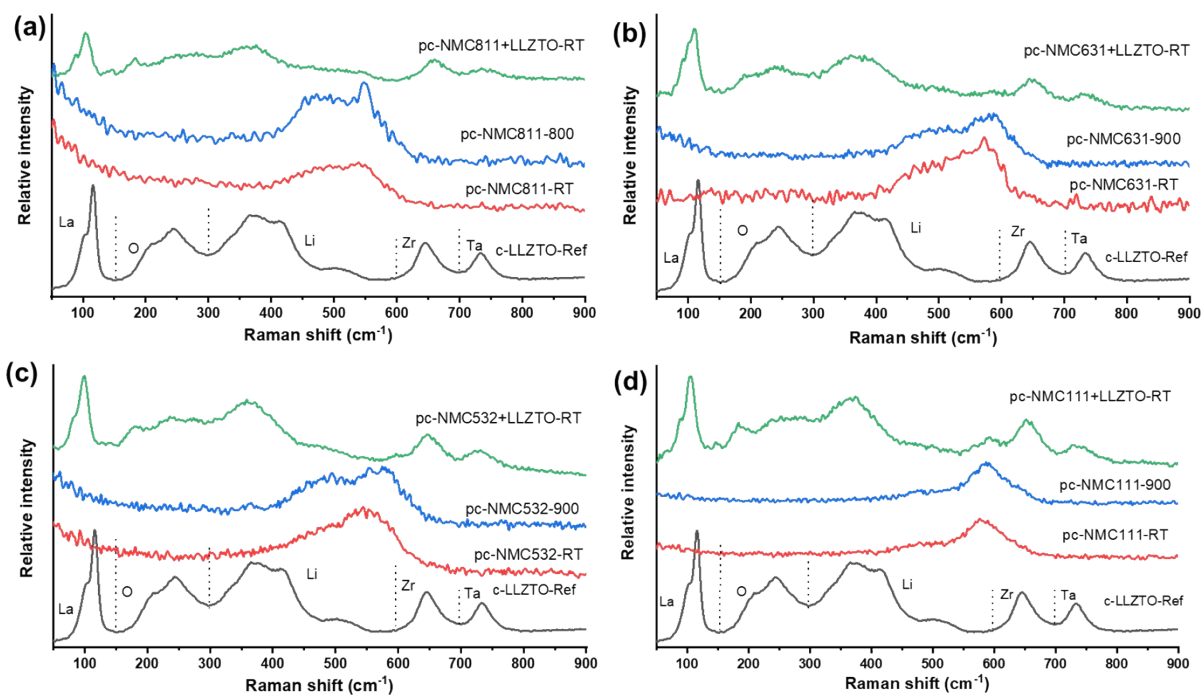 (a)
Relative intensity
pc-NMC811+LLZTO-RT
pc-NMC811-800
pc-NMC811-RT
La
O
Li
Zr
Ta
c-LLZTO-Ref
100 200 300 400 500 600 700 800 900
Raman shift (cm-1)
(b)
Relative intensity
pc-NMC631+LLZTO-RT
pc-NMC631-900
pc-NMC631-RT
La
O
Li
Zr
Ta
c-LLZTO-Ref
100 200 300 400 500 600 700 800 900
Raman shift (cm-1)
(c)
Relative intensity
pc-NMC532+LLZTO-RT
pc-NMC532-900
pc-NMC532-RT
La
O
Li
Zr
Ta
c-LLZTO-Ref
100 200 300 400 500 600 700 800 900
Raman shift (cm-1)
(d)
Relative intensity
pc-NMC111+LLZTO-RT
pc-NMC111-900
pc-NMC111-RT
La
O
Li
Zr
Ta
c-LLZTO-Ref
100 200 300 400 500 600 700 800 900
Raman shift (cm-1)